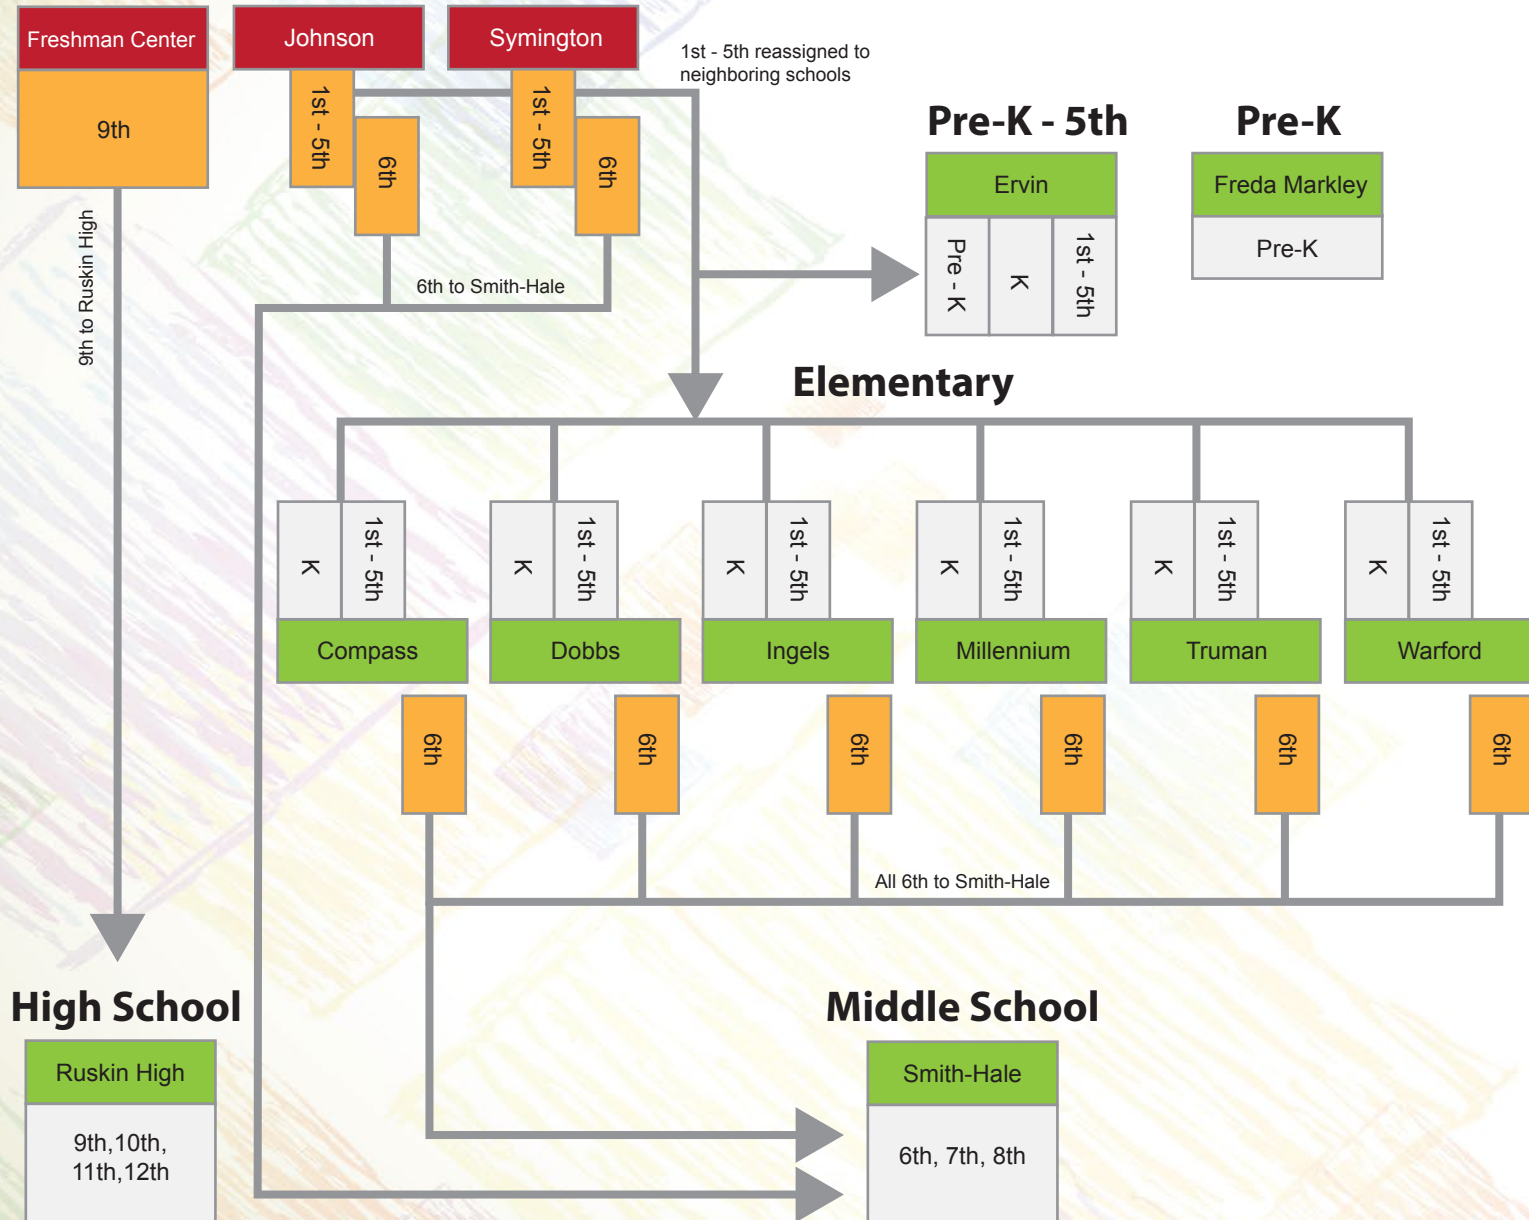 Freshman Center
9th
Johnson
1st - 5th
6th
Symington
1st - 5th
6th
1st - 5th reassigned to
neighboring schools
9th to Ruskin High
6th to Smith-Hale
Pre-K - 5th
Ervin
Pre - K
K
1st - 5th
Pre-K
Freda Markley
Pre-K
Elementary
K
1st - 5th
K
1st - 5th
K
1st - 5th
K
1st - 5th
K
1st - 5th
K
1st - 5th
Compass
Dobbs
Ingels
Millennium
Truman
Warford
6th
6th
6th
6th
6th
6th
All 6th to Smith-Hale
High School
Ruskin High
9th,10th,
11th,12th
Middle School
Smith-Hale
6th, 7th, 8th